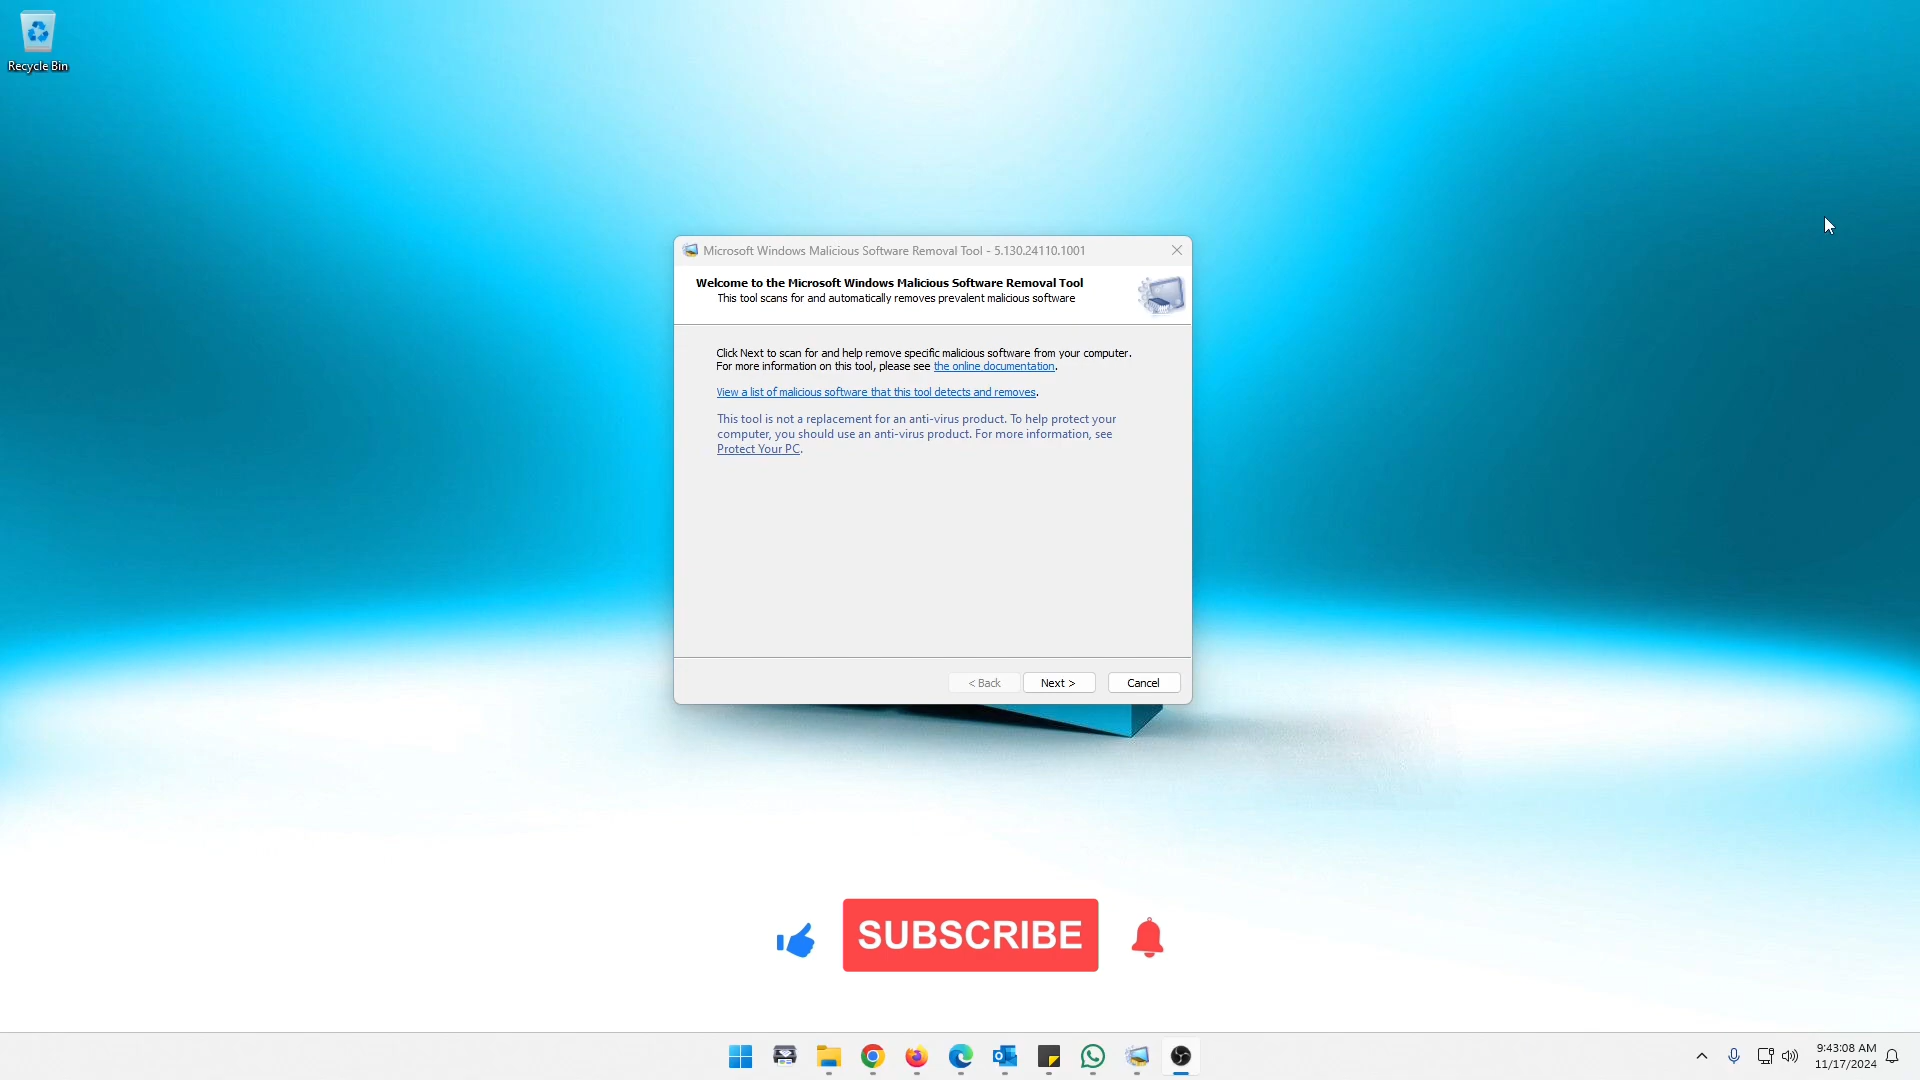 Recycle Bin
Microsoft Windows Malicious Software Removal Tool - 5.130.24110.1001
Welcome to the Microsoft Windows Malicious Software Removal Tool
This tool scans for and automatically removes prevalent malicious software
Click Next to scan for and help remove specific malicious software from your computer.
For more information on this tool, please see the online documentation.
View a list of malicious software that this tool detects and removes.
This tool is not a replacement for an anti-virus product. To help protect your
computer, you should use an anti-virus product. For more information, see
Protect Your PC.
< Back
Next >
Cancel
SUBSCRIBE
9:43:08 AM
11/17/2024